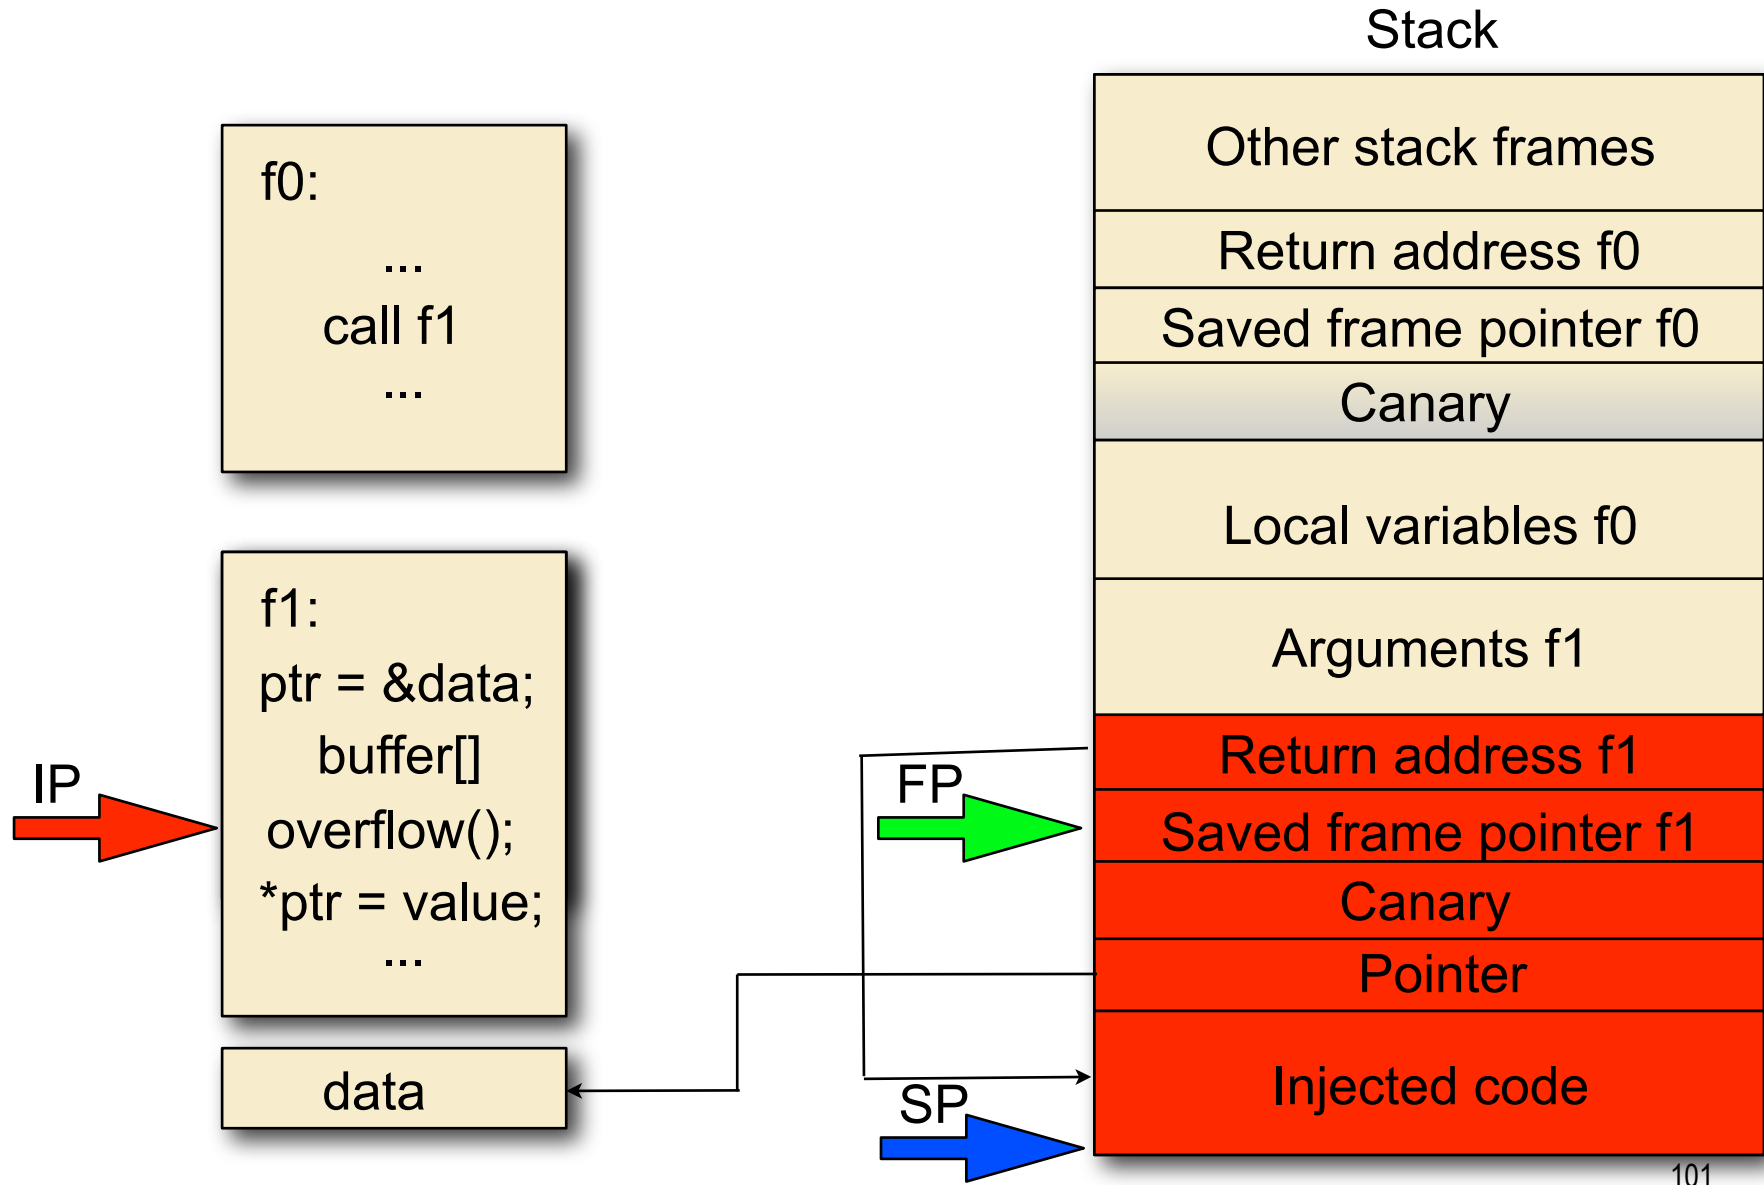 Stack
f0:
...
call f1
...
f1:
ptr = &data;
buffer[]
overflow();
*ptr = value;
...
data
IP
FP
SP
Other stack frames
Return address f0
Saved frame pointer f0
Canary
Local variables f0
Arguments f1
Return address f1
Saved frame pointer f1
Canary
Pointer
Injected code
101